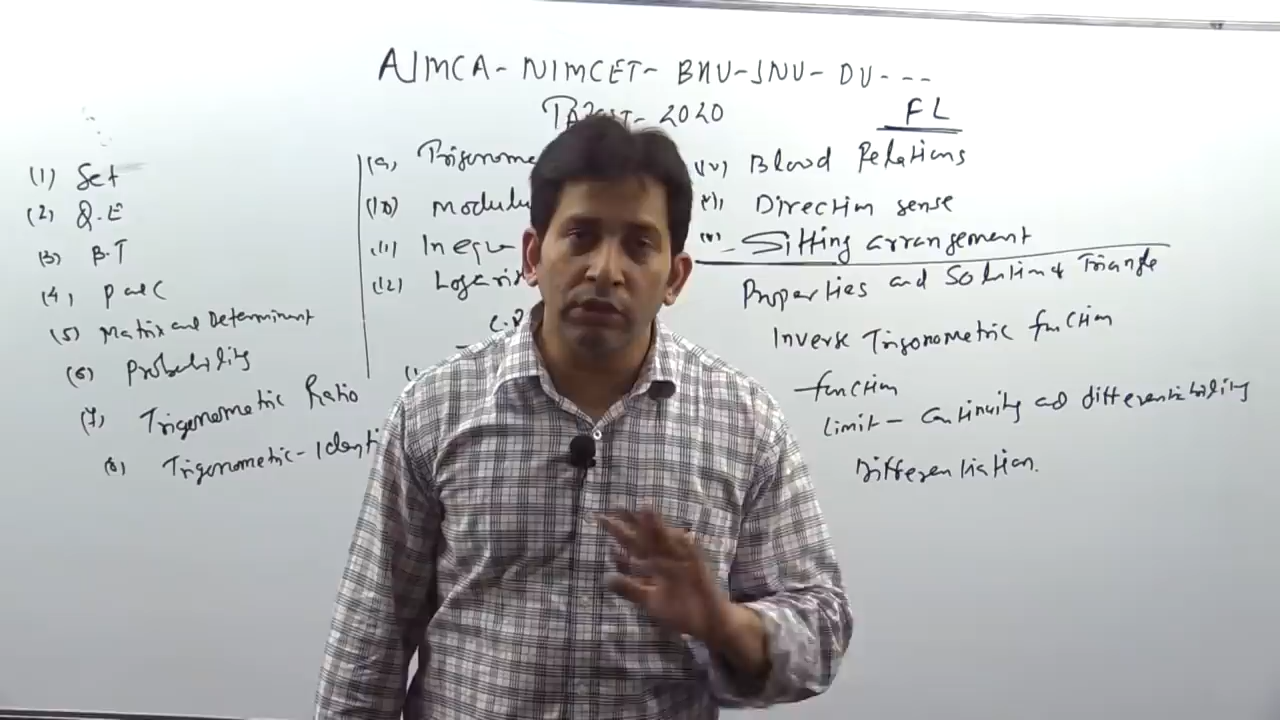 AIMCA - NIMCET - BHU - JNU - DU - - -
2020
FL
(1) Set
(2) Q.E
(3) B.T
(4) P and C
(5) Matrix and Determinant
(6) Probability
(7) Trigonometric Ratio
(8) Trigonometric - Identi
(9) Trigonome
(10) Modulu
(11) Inequ
(12) Logarit
C.P
(iv) Blood Relations
Direction sense
Sitting arrangement
Properties and Solution of Triangle
Inverse Trigonometric function
function
Limit - Continuity and differentiability
Differentiation.